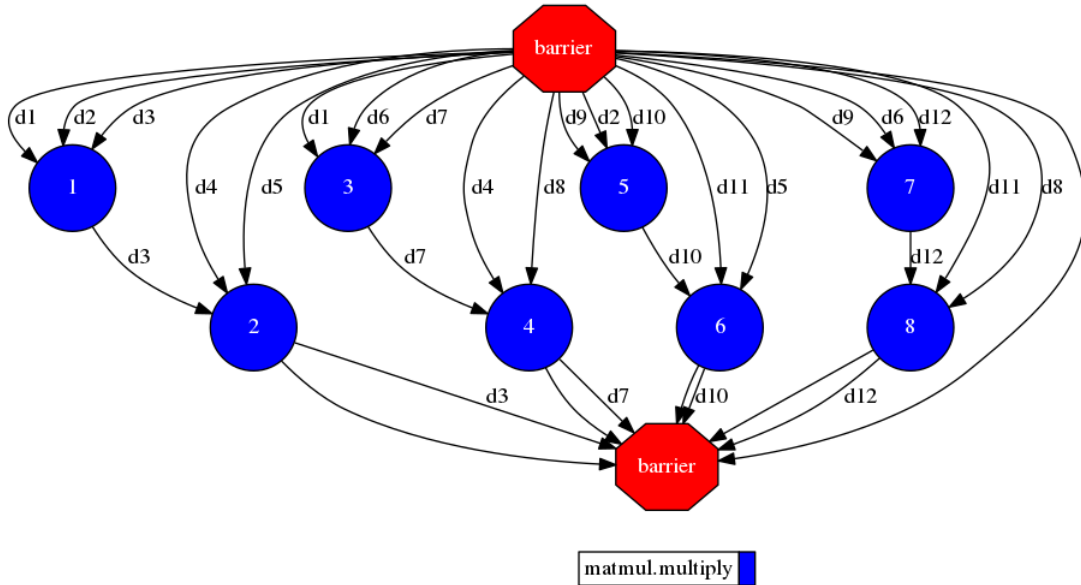 barrier
d1
d2
d3
d1
d6
d7
d9
d2
d10
d9
d6
d12
1
d4
d5
3
d4
d8
5
d11
d5
7
d11
d8
d3
d7
d10
d12
2
4
6
8
d3
d7
d10
d12
barrier
matmul.multiply